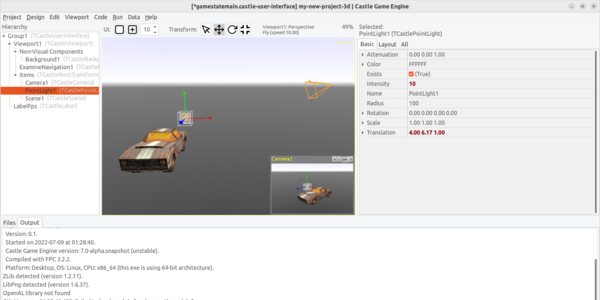 [*gamestatemain.castle-user-interface] my-new-project-3d | Castle Game Engine
Project Design Edit Viewport Code Run Data Help
Hierarchy
Group1 (TCastleUserInterface)
Viewport1 (TCastleViewport)
Non-Visual Components
Background1 (TCastleBackg
ExamineNavigation1 (TCastle
Items (TCastleRootTransform)
Camera1 (TCastleCamera)
PointLight1 (TCastlePointL
Scene1 (TCastleScene)
LabelFps (TCastleLabel)
UI: 10 Transform: Viewport1: Perspective 49%
Fly (speed 10.00)
Camera1
Selected:
PointLight1 (TCastlePointLight)
Basic Layout All
Attenuation 0.00 0.00 1.00
Color FFFFFF
Exists (True)
Intensity 10
Name PointLight1
Radius 100
Rotation 0.00 0.00 0.00 0.00
Scale 1.00 1.00 1.00
Translation 4.00 6.17 1.00
Files Output
Version: 0.1.
Started on 2022-07-09 at 01:28:40.
Castle Game Engine version: 7.0-alpha.snapshot (unstable).
Compiled with FPC 3.2.2.
Platform: Desktop, OS: Linux, CPU: x86_64 (this exe is using 64-bit architecture).
ZLib detected (version 1.2.11).
LibPng detected (version 1.6.37).
OpenAL library not found